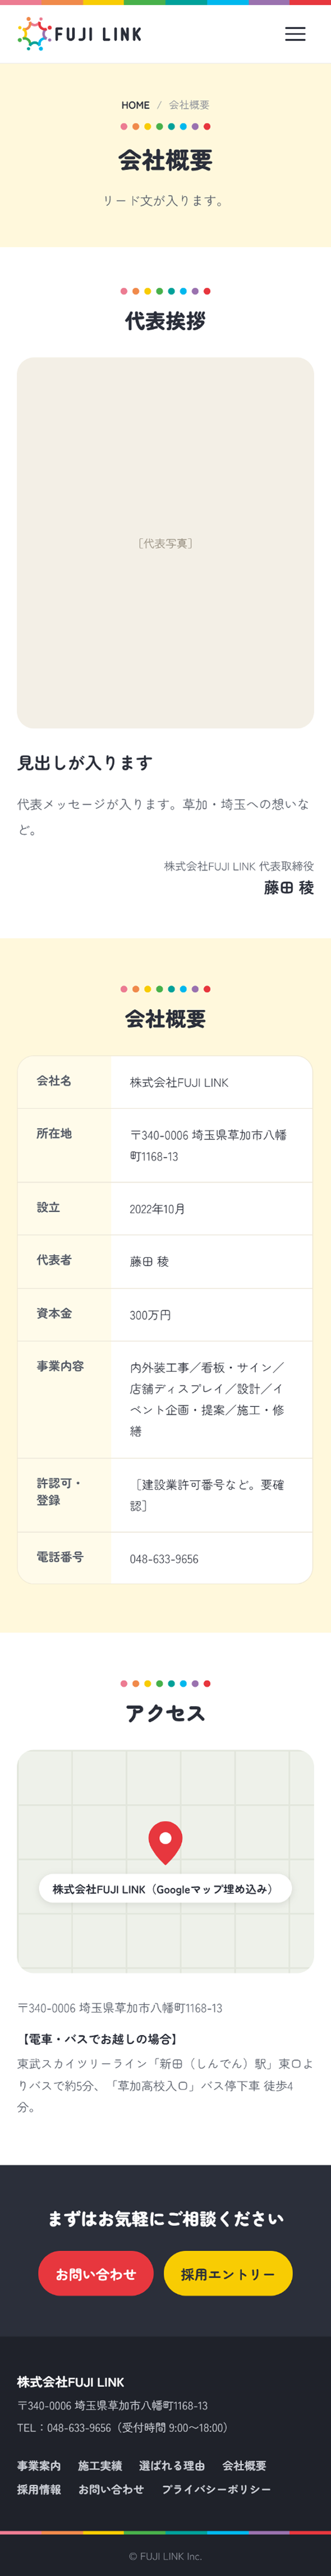 FUJI LINK
HOME / 会社概要
会社概要
リード文が入ります。
代表挨拶
［代表写真］
見出しが入ります
代表メッセージが入ります。草加・埼玉への想いな
ど。
株式会社FUJI LINK 代表取締役
藤田 稜
会社概要
会社名
株式会社FUJI LINK
所在地
〒340-0006 埼玉県草加市八幡
町1168-13
設立
2022年10月
代表者
藤田 稜
資本金
300万円
事業内容
内外装工事／看板・サイン／
店舗ディスプレイ／設計／イ
ベント企画・提案／施工・修
繕
許認可・
登録
［建設業許可番号など。要確
認］
電話番号
048-633-9656
アクセス
株式会社FUJI LINK（Googleマップ埋め込み）
〒340-0006 埼玉県草加市八幡町1168-13
【電車・バスでお越しの場合】
東武スカイツリーライン「新田（しんでん）駅」東口よ
りバスで約5分、「草加高校入口」バス停下車 徒歩4
分。
まずはお気軽にご相談ください
お問い合わせ
採用エントリー
株式会社FUJI LINK
〒340-0006 埼玉県草加市八幡町1168-13
TEL：048-633-9656（受付時間 9:00〜18:00）
事業案内 施工実績 選ばれる理由 会社概要
採用情報 お問い合わせ プライバシーポリシー
© FUJI LINK Inc.